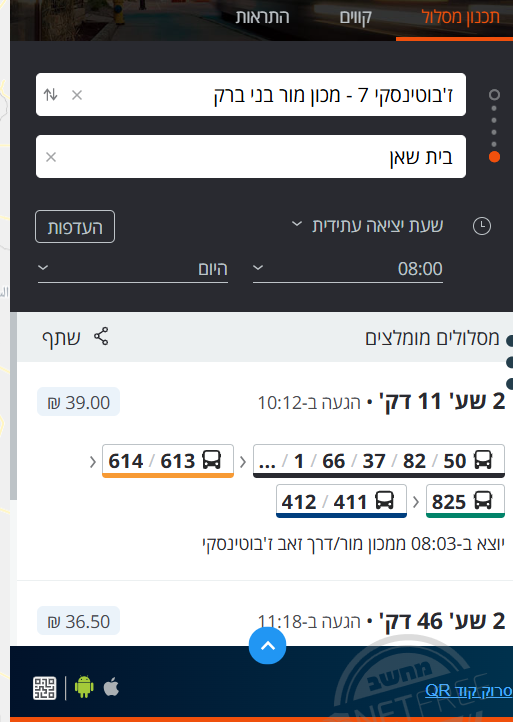 תכנון מסלול קווים התראות
ז'בוטינסקי 7 - מכון מור בני ברק
בית שאן
שעת יציאה עתידית העדפות
08:00 היום
מסלולים מומלצים שתף
2 שע' 11 דק' • הגעה ב-10:12 39.00 ₪
50 / 82 / 37 / 66 / 1 / ... 613 / 614
825 411 / 412
יוצא ב-08:03 ממכון מור/דרך זאב ז'בוטינסקי
2 שע' 46 דק' • הגעה ב-11:18 36.50 ₪
סרוק קוד QR
מחשב
NETFREE